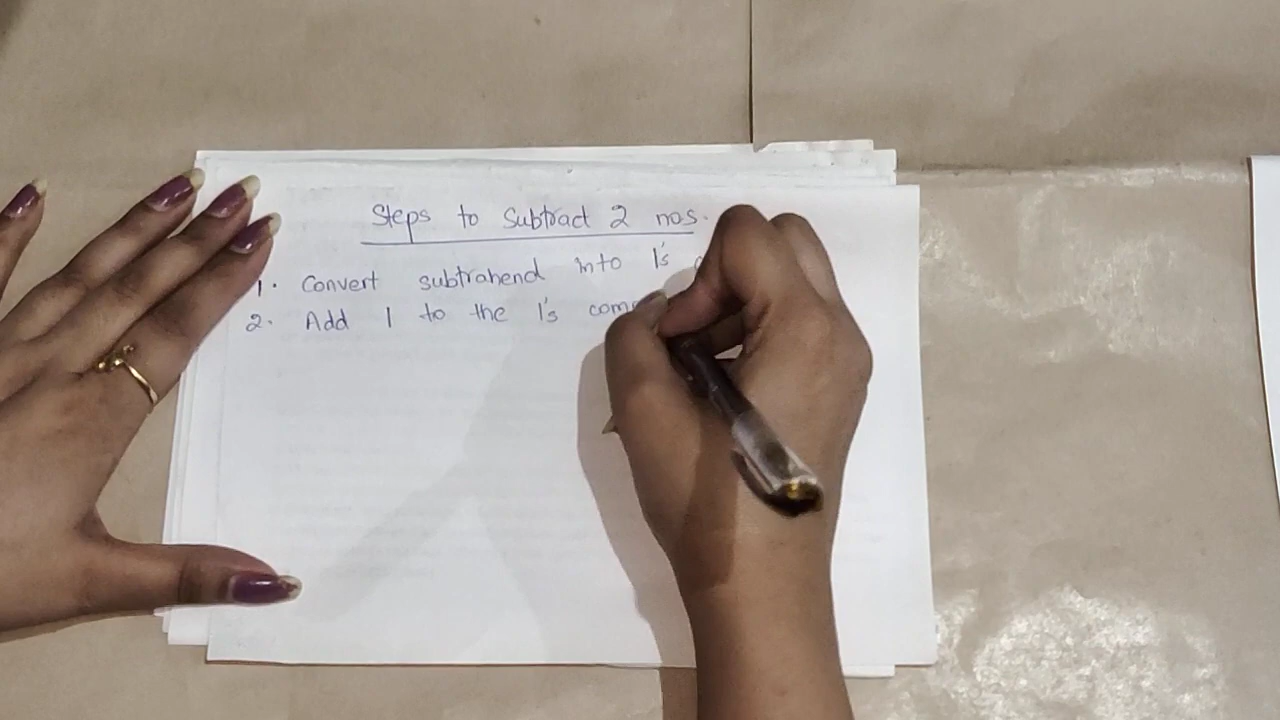 Steps to Subtract 2 nos.
1. Convert subtrahend into 1's
2. Add 1 to the 1's com